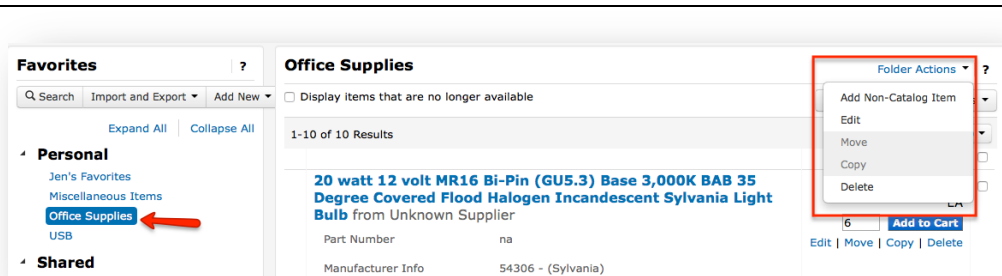 Favorites ?
Search Import and Export Add New
Expand All Collapse All
Personal
Jen's Favorites
Miscellaneous Items
Office Supplies
USB
Shared
Office Supplies
Folder Actions ?
Display items that are no longer available
Add Non-Catalog Item
Edit
Move
Copy
Delete
1-10 of 10 Results
20 watt 12 volt MR16 Bi-Pin (GU5.3) Base 3,000K BAB 35
Degree Covered Flood Halogen Incandescent Sylvania Light
Bulb from Unknown Supplier
EA
6 Add to Cart
Part Number na
Edit | Move | Copy | Delete
Manufacturer Info 54306 - (Sylvania)